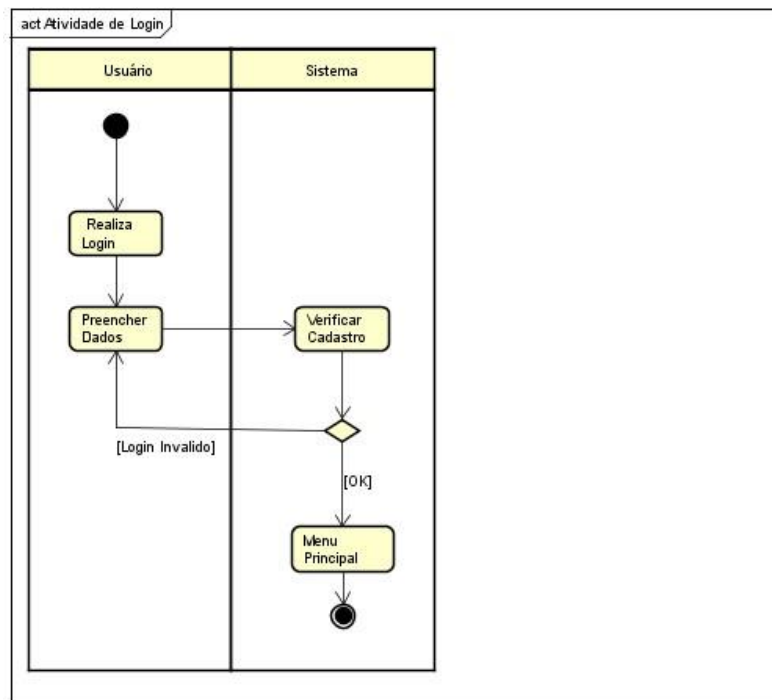 act Atividade de Login
Usuário
Sistema
Realiza
Login
Preencher
Dados
Verificar
Cadastro
[Login Invalido]
[OK]
Menu
Principal